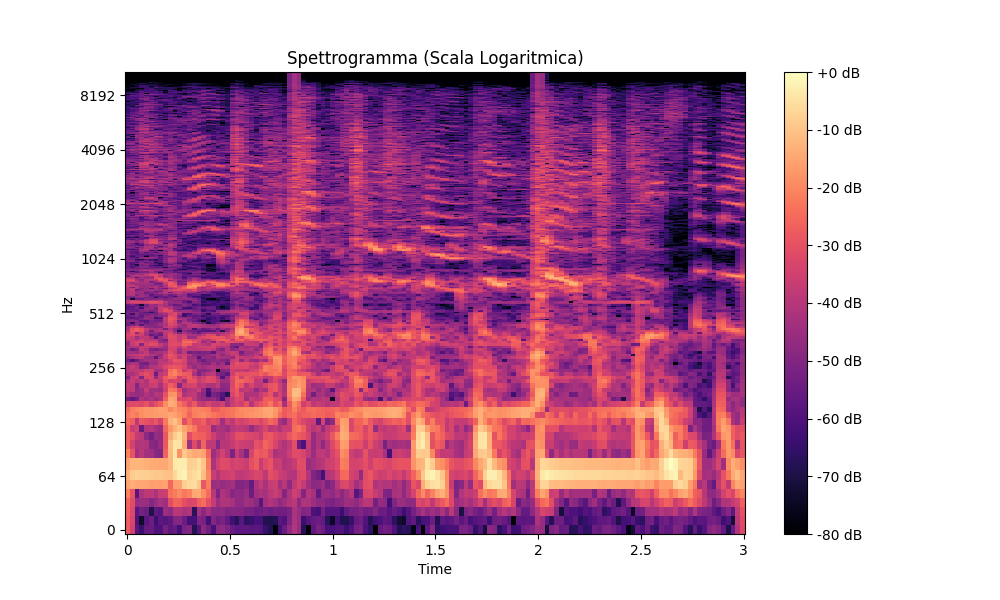 Spettrogramma (Scala Logaritmica)
Hz
8192
4096
2048
1024
512
256
128
64
0
0 0.5 1 1.5 2 2.5 3
Time
+0 dB
-10 dB
-20 dB
-30 dB
-40 dB
-50 dB
-60 dB
-70 dB
-80 dB